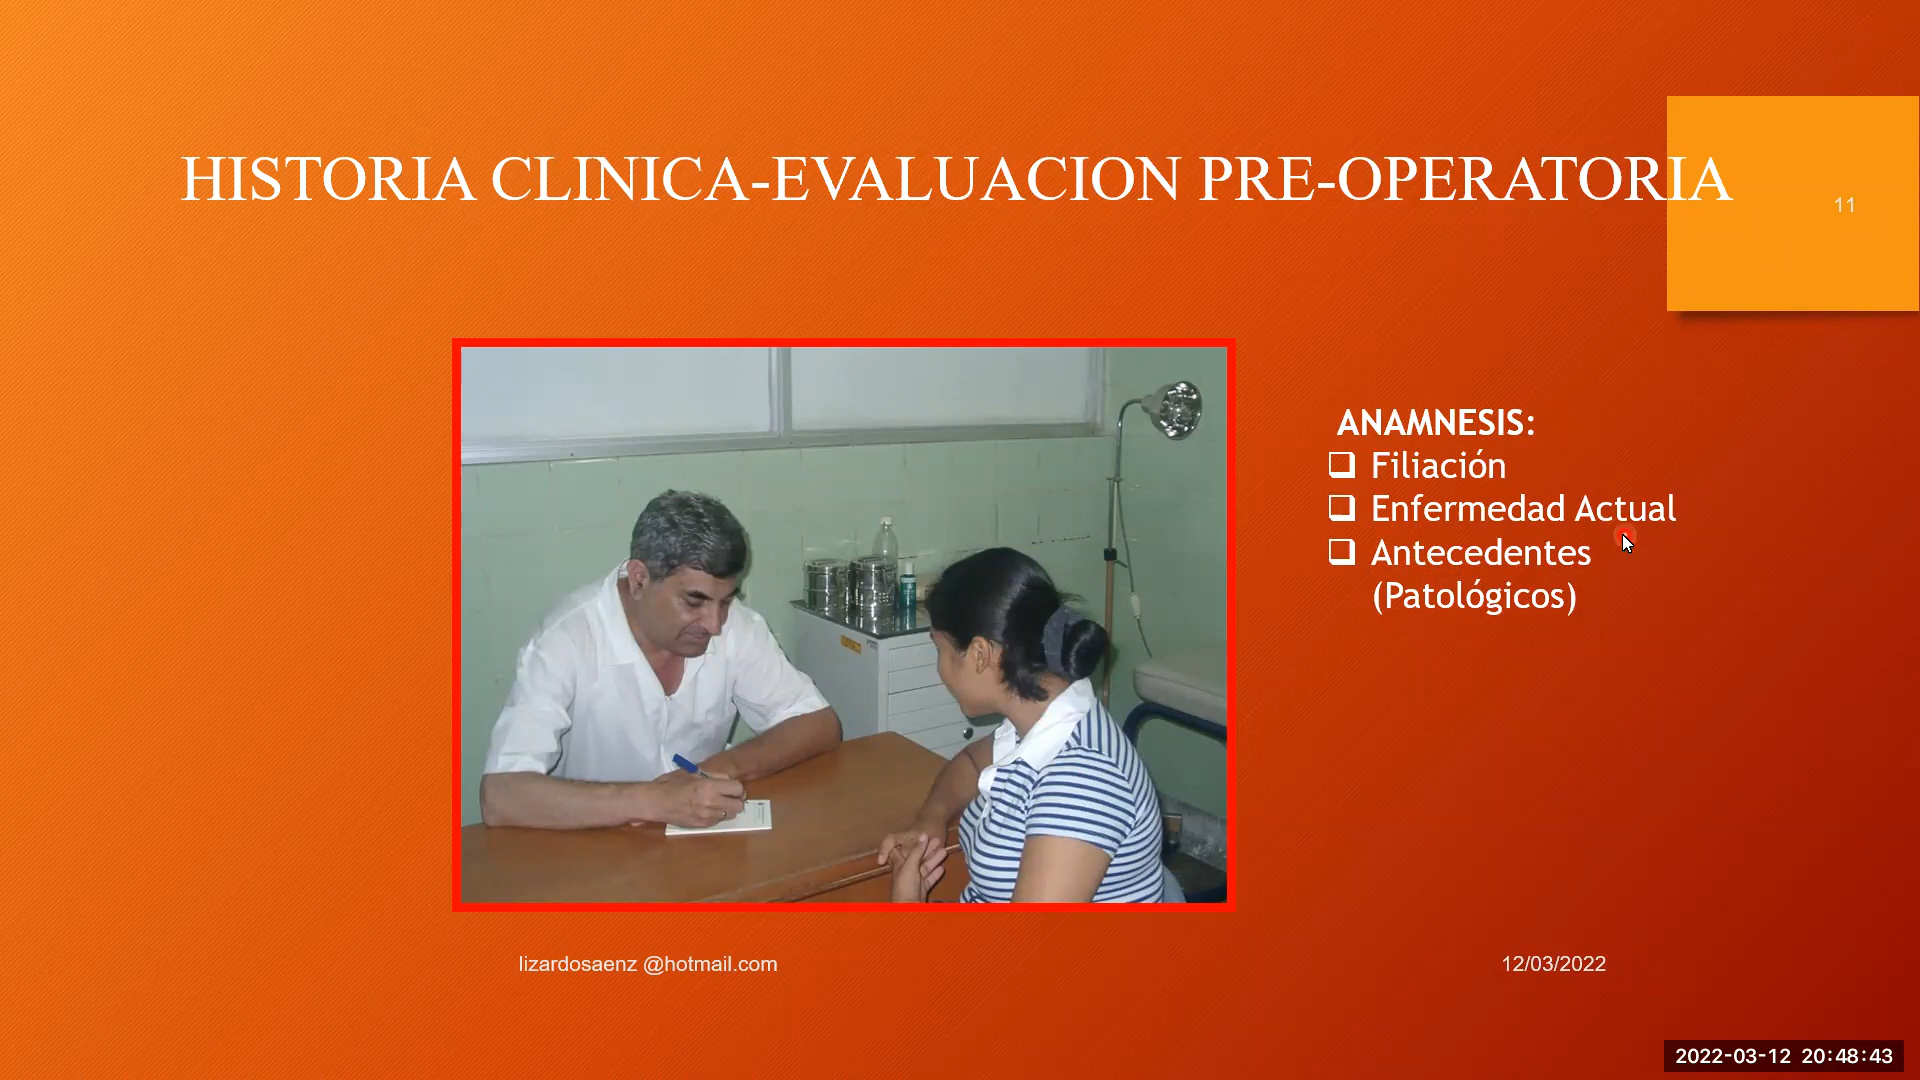 HISTORIA CLINICA-EVALUACION PRE-OPERATORIA
11
ANAMNESIS:
Filiación
Enfermedad Actual
Antecedentes
(Patológicos)
lizardosaenz @hotmail.com
12/03/2022
2022-03-12 20:48:43